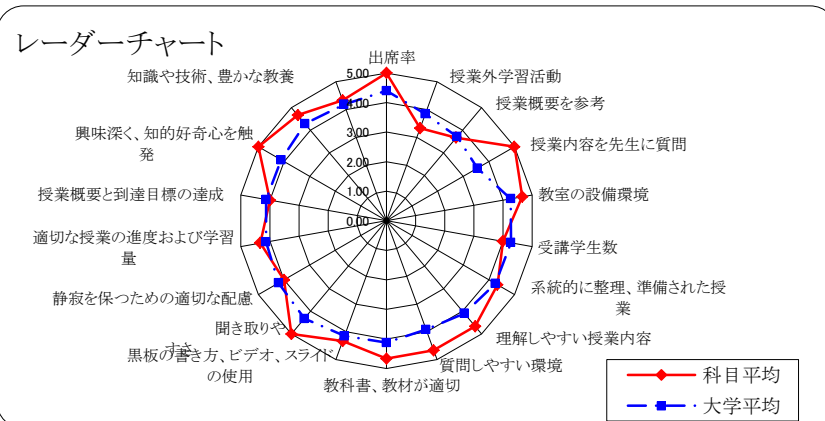 レーダーチャート
出席率
授業外学習活動
授業概要を参考
授業内容を先生に質問
教室の設備環境
受講学生数
系統的に整理、準備された授
業
理解しやすい授業内容
質問しやすい環境
教科書、教材が適切
黒板の書き方、ビデオ、スライド
の使用
聞き取りや
すさ
静寂を保つための適切な配慮
適切な授業の進度および学習
量
授業概要と到達目標の達成
興味深く、知的好奇心を触
発
知識や技術、豊かな教養
5.00
4.00
3.00
2.00
1.00
0.00
科目平均
大学平均